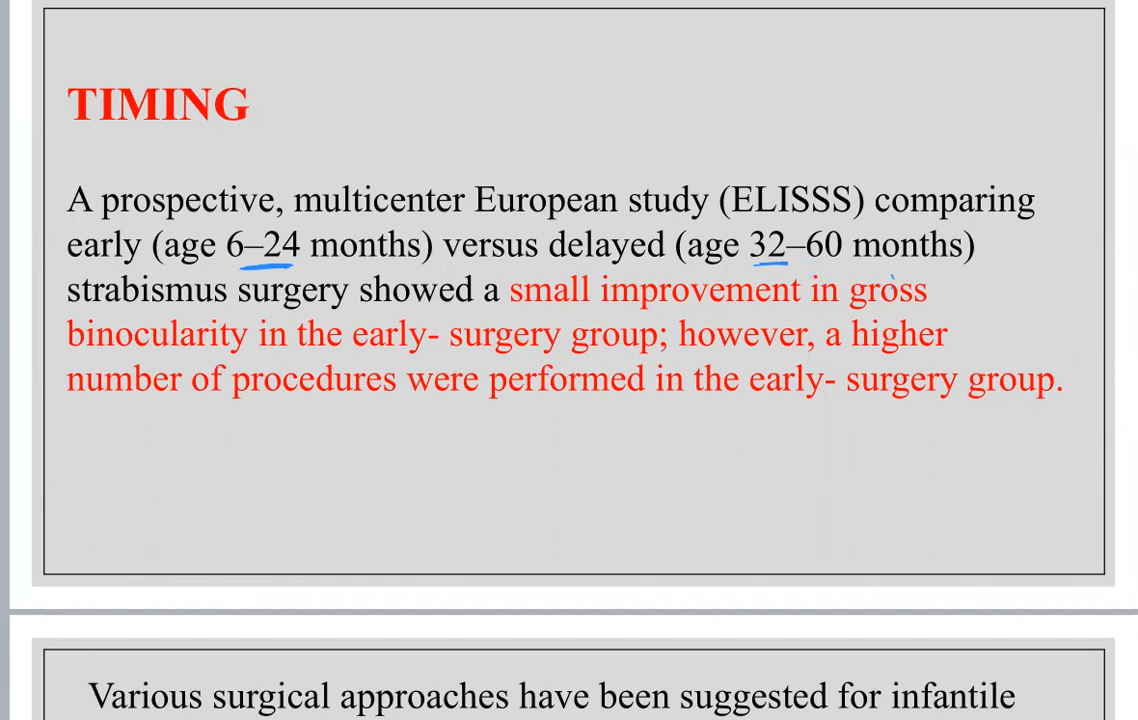 TIMING
A prospective, multicenter European study (ELISSS) comparing
early (age 6–24 months) versus delayed (age 32–60 months)
strabismus surgery showed a small improvement in gross
binocularity in the early- surgery group; however, a higher
number of procedures were performed in the early- surgery group.
Various surgical approaches have been suggested for infantile